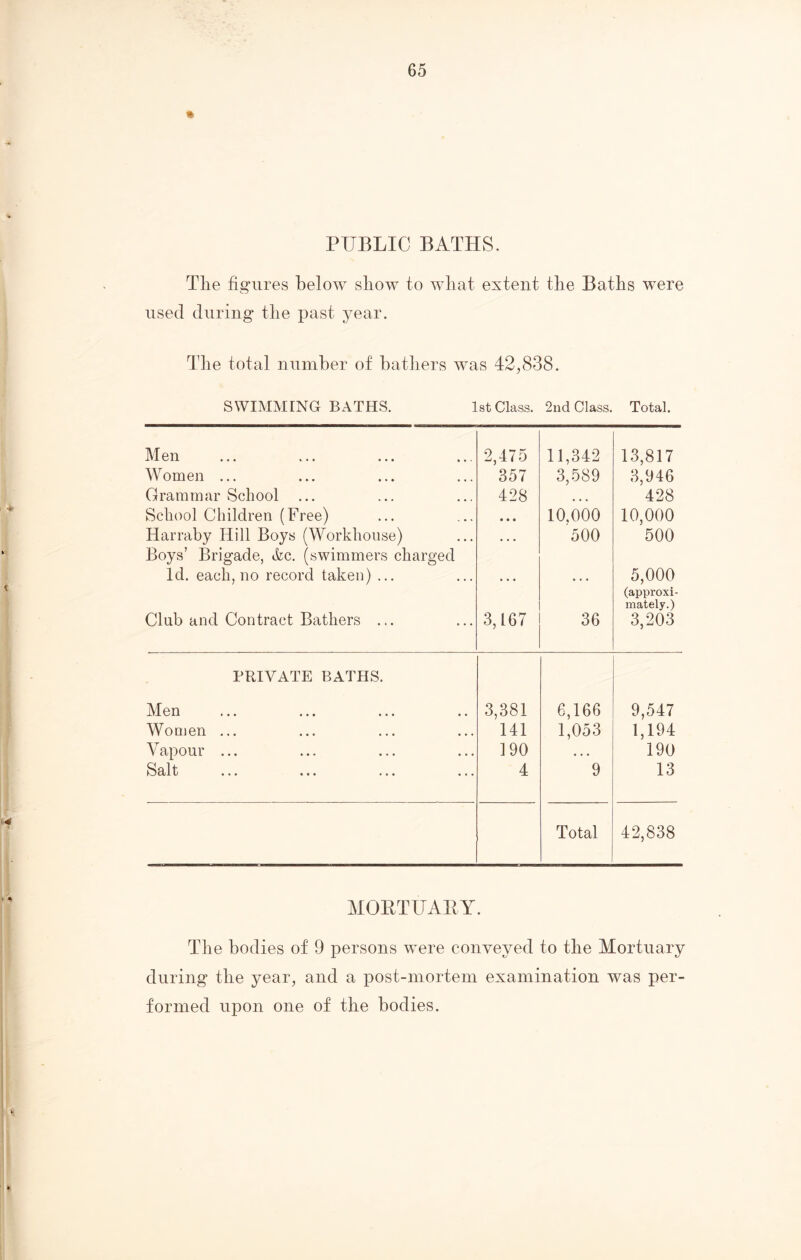 65
PUBLIC BATHS.
The figures below show to what extent the Baths were
used during the past year.
The total number of bathers was 42,838.
SWIMMING BATHS. 1st Class. 2nd Class. Total.
Men ... ... ... ... 2,475 11,342 13,817
Women ... ... ... ... 357 3,589 3,946
Grammar School ... ... ... 428 ... 428
School Children (Free) ... ... ... 10,000 10,000
Harraby Hill Boys (Workhouse) ... ... 500 500
Boys' Brigade, &c. (swimmers charged
1d. each, no record taken) ... ... ... ... 5,000
(approxi-
mately.)
Club and Contract Bathers ... ... 3,167 36 3,203
PRIVATE BATHS.
Men ... ... ... .. 3,381 6,166 9,547
Women ... ... ... ... 141 1,053 1,194
Vapour ... ... ... ... 190 ... 190
Salt ... ... ... ... 4 9 13
Total 42,838
MORTUARY.
The bodies of 9 persons were conveyed to the Mortuary
during the year, and a post-mortem examination was per-
formed upon one of the bodies.